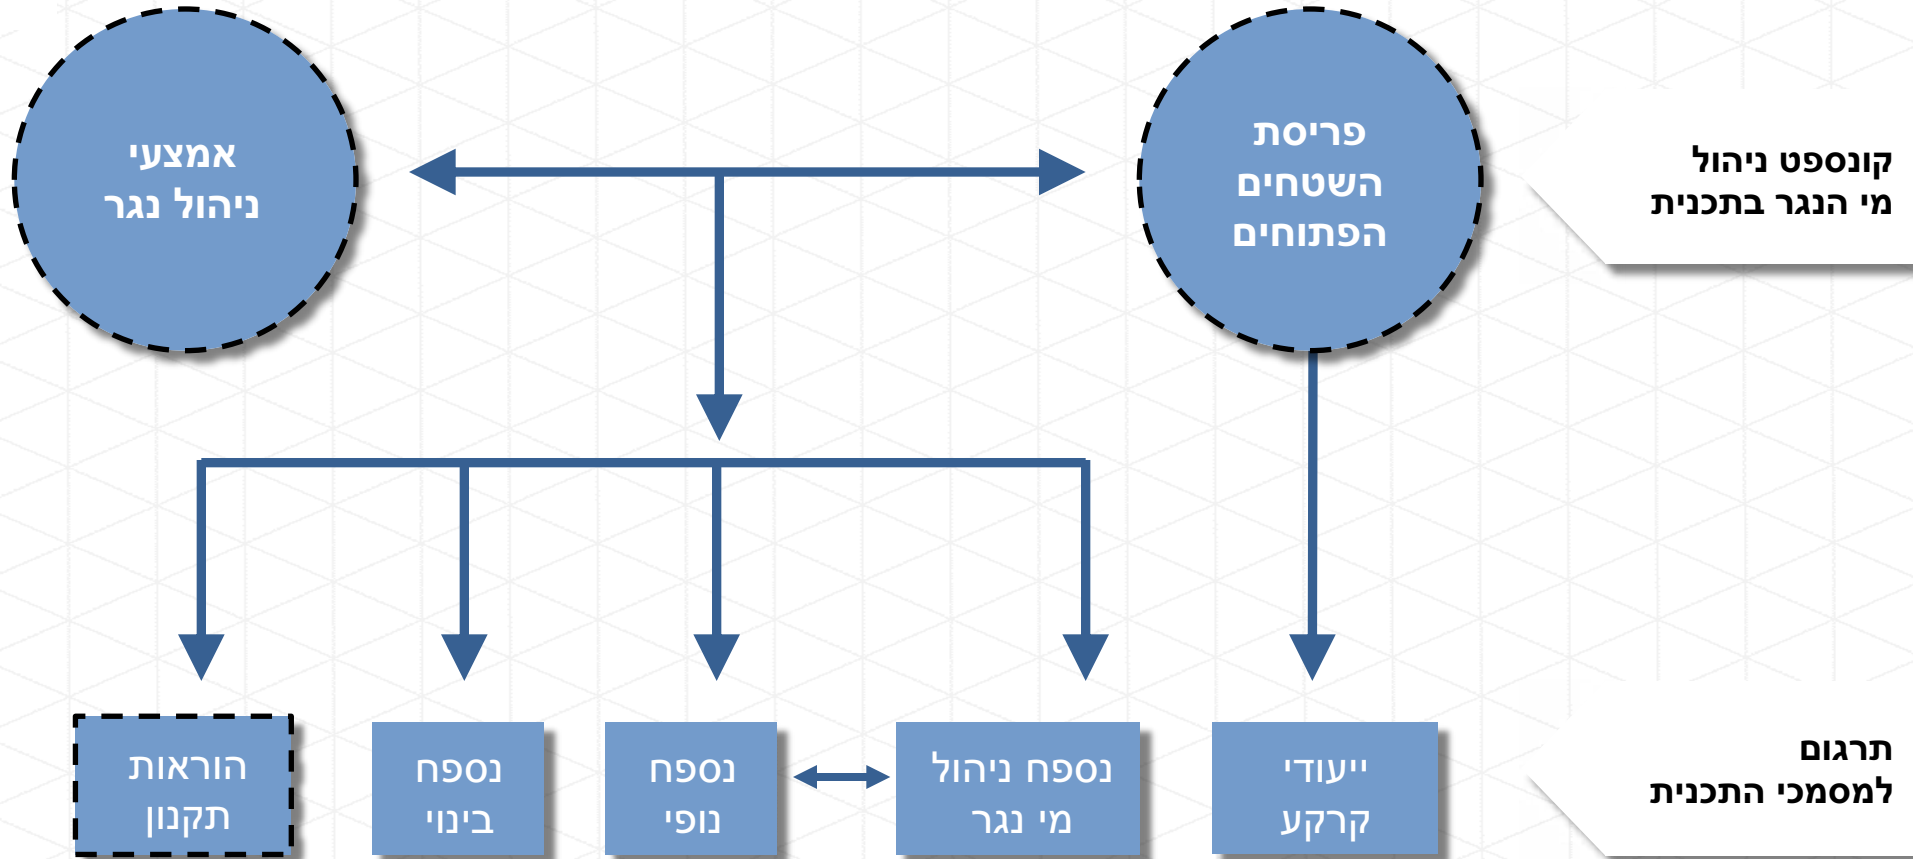 קונספט ניהול
מי הנגר בתכנית
פריסת
השטחים
הפתוחים
אמצעי
ניהול נגר
תרגום
למסמכי התכנית
ייעודי
קרקע
נספח ניהול
מי נגר
נספח
נופי
נספח
בינוי
הוראות
תקנון